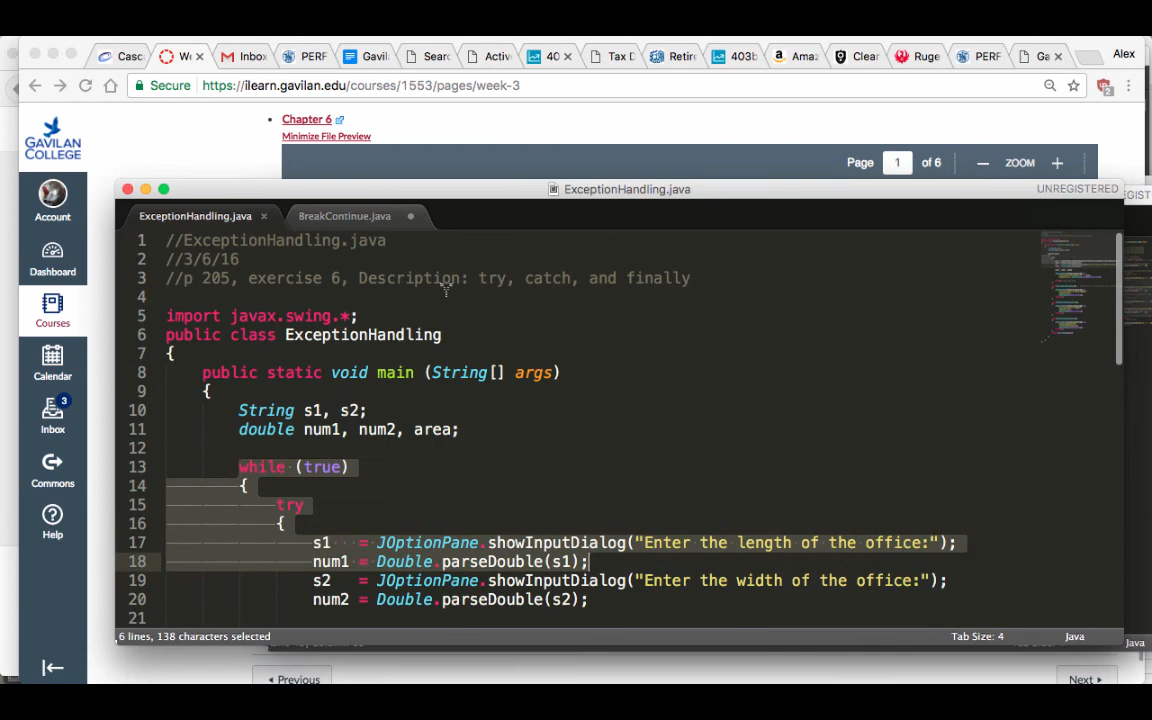 Casc
We
Inbox
PERF
Gavil
Searc
Active
40
Tax D
Retire
403b
Amaz
Clear
Ruge
PERF
Ga
Alex
Secure https://ilearn.gavilan.edu/courses/1553/pages/week-3
2
GAVILAN
COLLEGE
Account
Dashboard
Courses
Calendar
3
Inbox
Commons
Help
Chapter 6
Minimize File Preview
Page 1 of 6 — ZOOM +
ExceptionHandling.java
UNREGISTERED
ExceptionHandling.java ×
BreakContinue.java
1 //ExceptionHandling.java
2 //3/6/16
3 //p 205, exercise 6, Description: try, catch, and finally
4
5 import javax.swing.*;
6 public class ExceptionHandling
7 {
8 public static void main (String[] args)
9 {
10 String s1, s2;
11 double num1, num2, area;
12
13 while (true)
14 {
15 try
16 {
17 s1 = JOptionPane.showInputDialog("Enter the length of the office:");
18 num1 = Double.parseDouble(s1);
19 s2 = JOptionPane.showInputDialog("Enter the width of the office:");
20 num2 = Double.parseDouble(s2);
21
6 lines, 138 characters selected
Tab Size: 4
Java
Java
Previous
Next